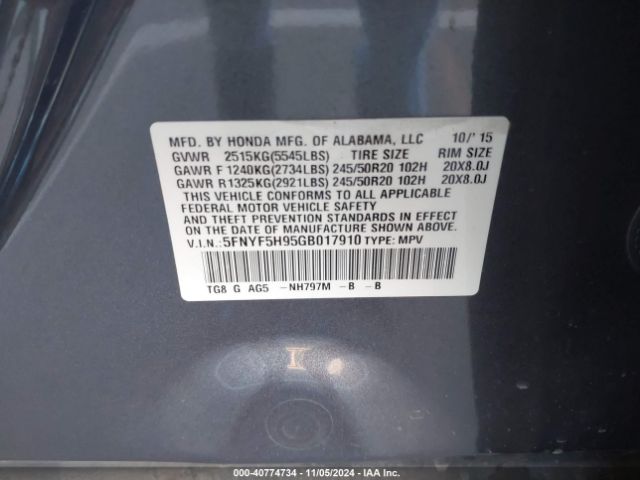 MFD. BY HONDA MFG. OF ALABAMA, LLC 10/'15
GVWR 2515KG(5545LBS) TIRE SIZE RIM SIZE
GAWR F 1240KG(2734LBS) 245/50R20 102H 20X8.0J
GAWR R1325KG(2921LBS) 245/50R20 102H 20X8.0J
THIS VEHICLE CONFORMS TO ALL APPLICABLE
FEDERAL MOTOR VEHICLE SAFETY
AND THEFT PREVENTION STANDARDS IN EFFECT
ON THE DATE OF MANUFACTURE SHOWN ABOVE.
V.I.N.:5FNYF5H95GB017910 TYPE: MPV
TG8 G AG5 -NH797M -B -B
I
000-40774734 - 11/05/2024 - IAA Inc.